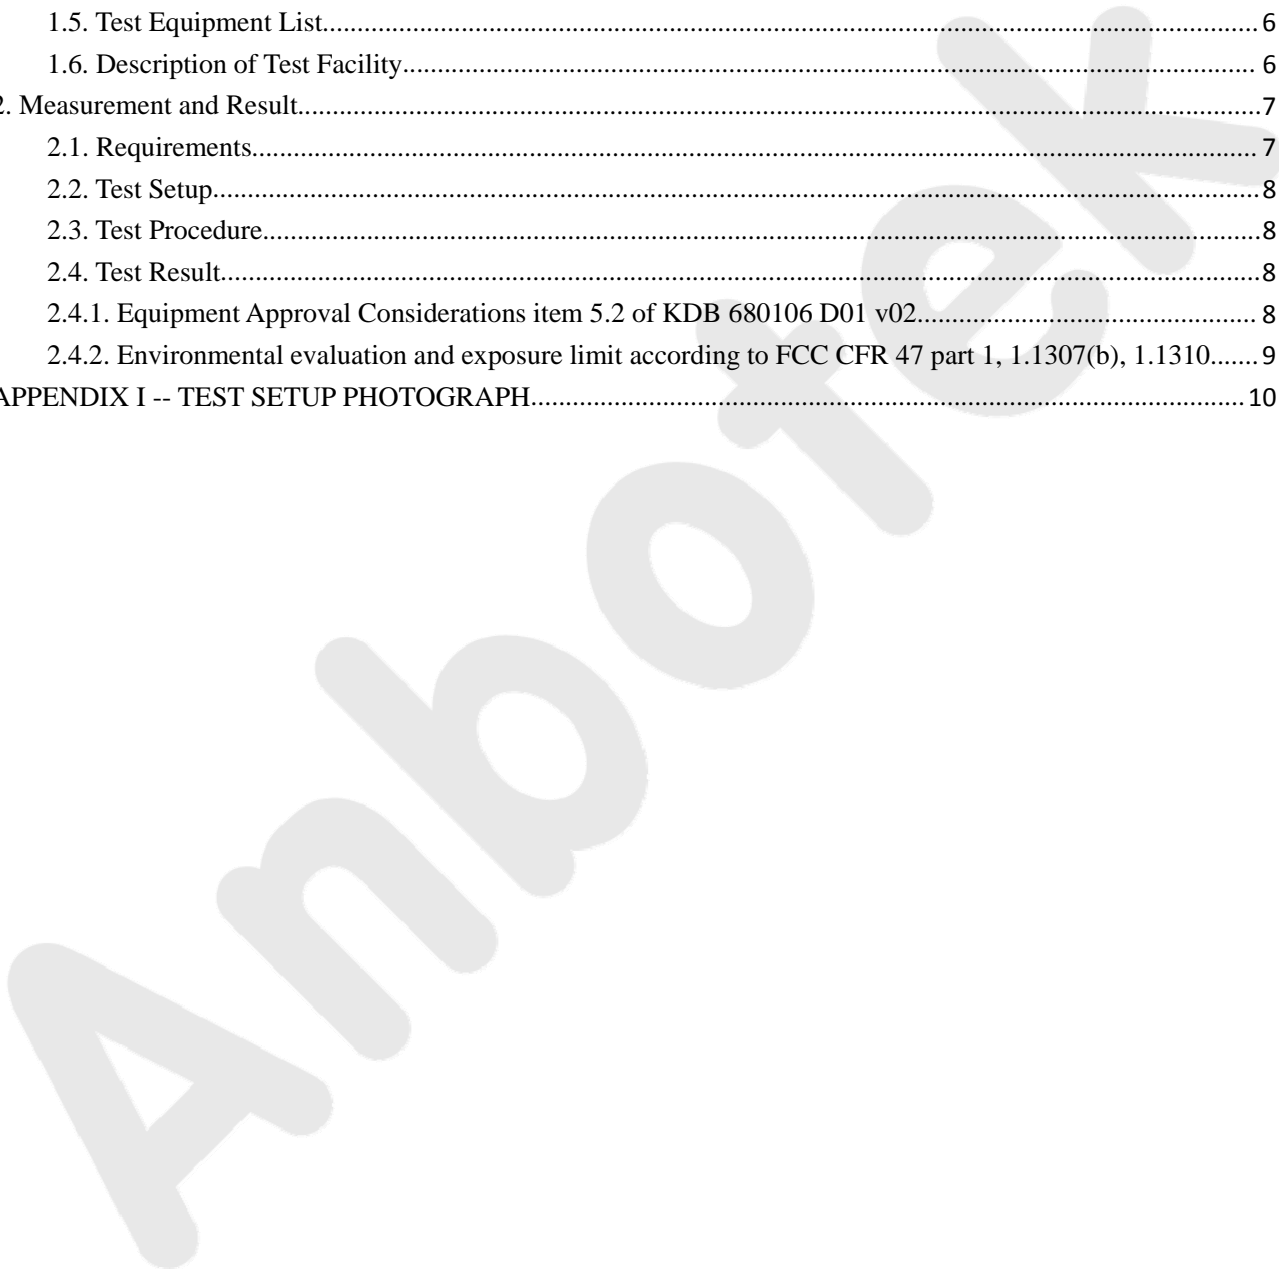 1.5. Test Equipment List........ 6
1.6. Description of Test Facility........ 6
2. Measurement and Result........ 7
2.1. Requirements........ 7
2.2. Test Setup........ 8
2.3. Test Procedure........ 8
2.4. Test Result........ 8
2.4.1. Equipment Approval Considerations item 5.2 of KDB 680106 D01 v02........ 8
2.4.2. Environmental evaluation and exposure limit according to FCC CFR 47 part 1, 1.1307(b), 1.1310....... 9
APPENDIX I -- TEST SETUP PHOTOGRAPH........ 10
Anbotek